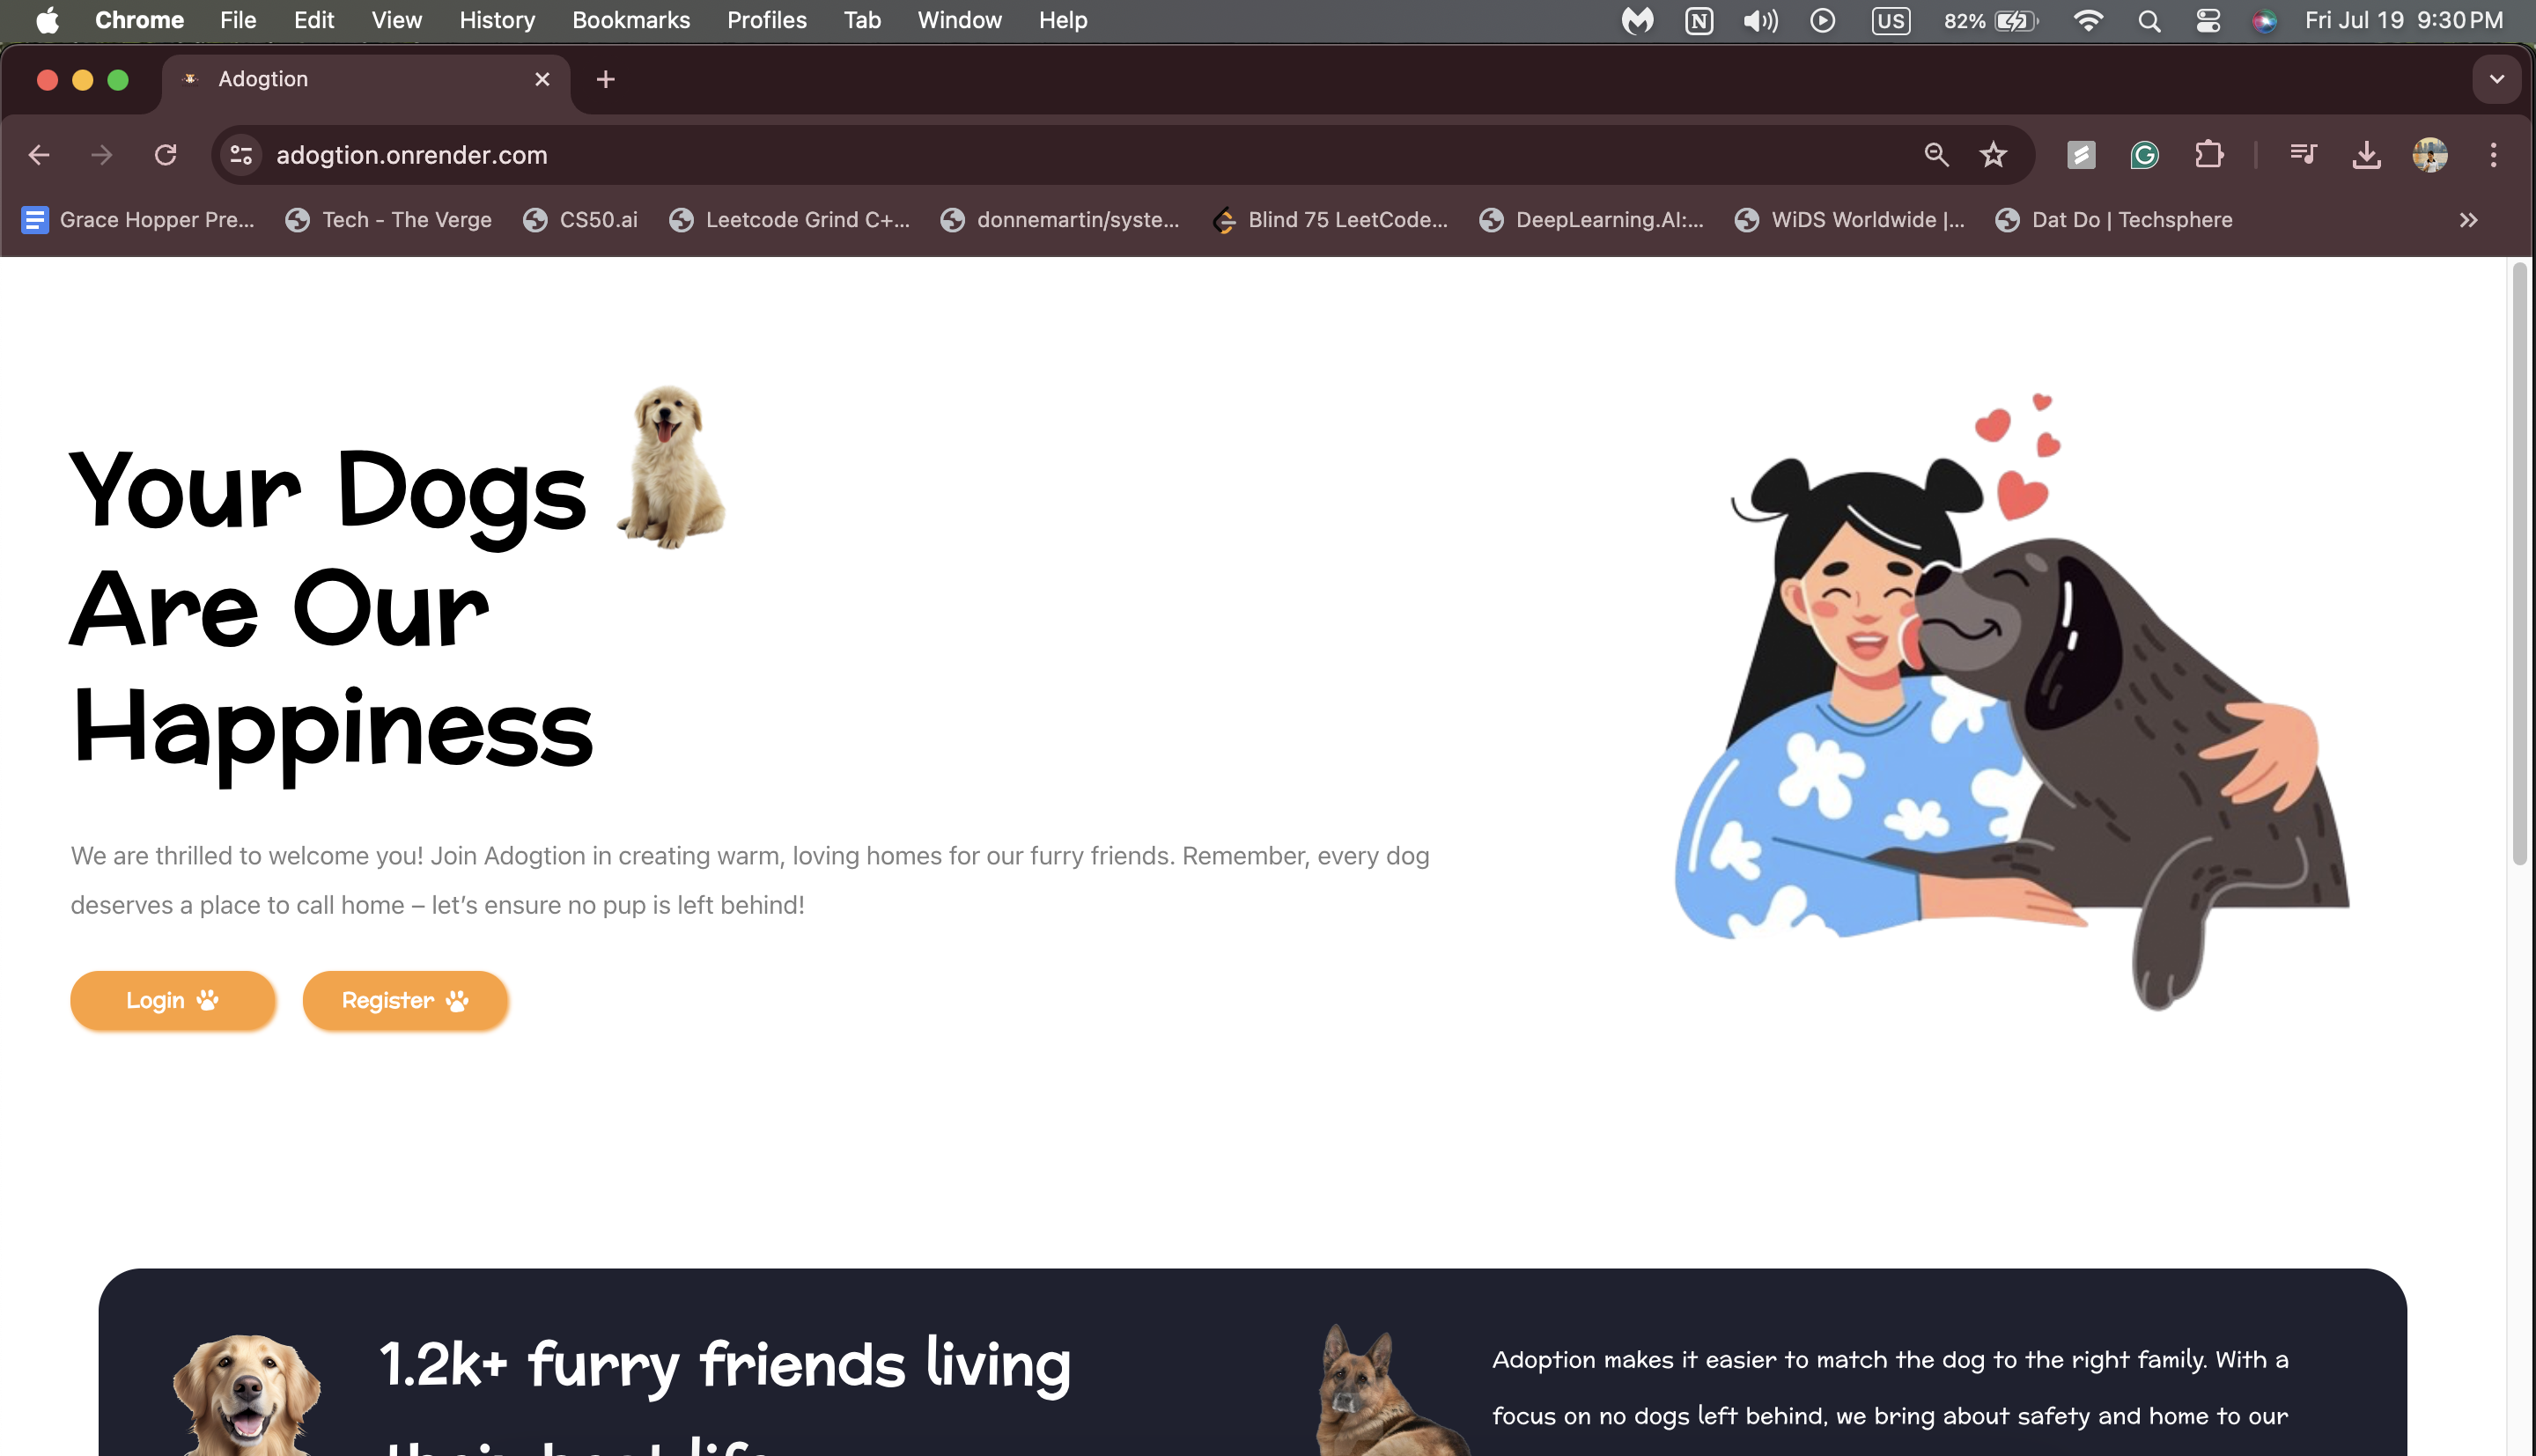 Chrome File Edit View History Bookmarks Profiles Tab Window Help US 82% Fri Jul 19 9:30 PM
Adogtion
adogtion.onrender.com
Grace Hopper Pre... Tech - The Verge CS50.ai Leetcode Grind C+... donnemartin/syste... Blind 75 LeetCode... DeepLearning.AI:... WiDS Worldwide |... Dat Do | Techsphere
Your Dogs
Are Our
Happiness
We are thrilled to welcome you! Join Adogtion in creating warm, loving homes for our furry friends. Remember, every dog
deserves a place to call home – let’s ensure no pup is left behind!
Login Register
1.2k+ furry friends living
their best life
Adoption makes it easier to match the dog to the right family. With a
focus on no dogs left behind, we bring about safety and home to our